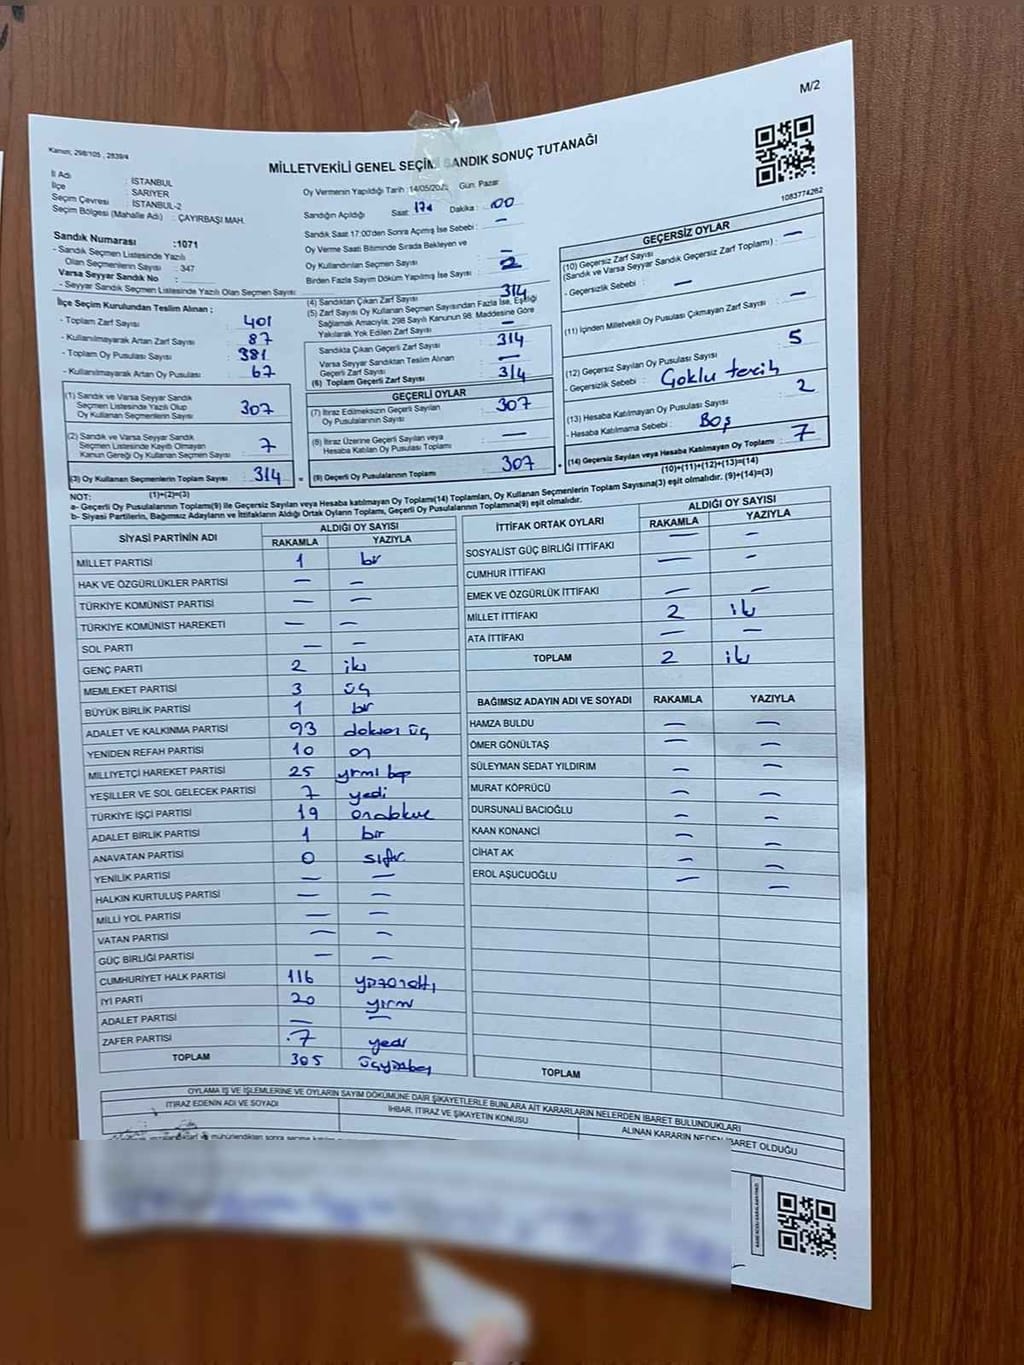 M/2
Kanun; 298/105 , 2839/4
MİLLETVEKİLİ GENEL SEÇİMİ SANDIK SONUÇ TUTANAĞI
1083774262
İl Adı : İSTANBUL
İlçe : SARIYER
Seçim Çevresi : İSTANBUL-2
Seçim Bölgesi (Mahalle Adı) : ÇAYIRBAŞI MAH.
Sandık Numarası :1071
- Sandık Seçmen Listesinde Yazılı
Olan Seçmenlerin Sayısı : 347
Varsa Seyyar Sandık No :
- Seyyar Sandık Seçmen Listesinde Yazılı Olan Seçmen Sayısı
İlçe Seçim Kurulundan Teslim Alınan ;
- Toplam Zarf Sayısı : 401
- Kullanılmayarak Artan Zarf Sayısı : 87
- Toplam Oy Pusulası Sayısı : 381
- Kullanılmayarak Artan Oy Pusulası : 67
(1) Sandık ve Varsa Seyyar Sandık
Seçmen Listesinde Yazılı Olup
Oy Kullanan Seçmenlerin Sayısı : 307
(2) Sandık ve Varsa Seyyar Sandık
Seçmen Listesinde Kayıtlı Olmayan
Kanun Gereği Oy Kullanan Seçmen Sayısı : 7
(3) Oy Kullanan Seçmenlerin Toplam Sayısı : 314
Oy Vermenin Yapıldığı Tarih :14/05/202 Gün: Pazar
Sandığın Açıldığı Saat: Dakika : 00
Sandık Saat 17:00'den Sonra Açılmış İse Sebebi : —
Oy Verme Saati Bitiminde Sırada Bekleyen ve
Oy Kullandırılan Seçmen Sayısı : —
Birden Fazla Sayım Döküm Yapılmış İse Sayısı : 2
(4) Sandıktan Çıkan Zarf Sayısı : 314
(5) Zarf Sayısı Oy Kullanan Seçmen Sayısından Fazla İse, Eşitliği
Sağlamak Amacıyla; 298 Sayılı Kanunun 98. Maddesine Göre
Yakılarak Yok Edilen Zarf Sayısı : —
Sandıkta Çıkan Geçerli Zarf Sayısı : 314
Varsa Seyyar Sandıktan Teslim Alınan
Geçerli Zarf Sayısı : —
(6) Toplam Geçerli Zarf Sayısı : 314
GEÇERLİ OYLAR
(7) İtiraz Edilmeksizin Geçerli Sayılan
Oy Pusulalarının Sayısı : 307
(8) İtiraz Üzerine Geçerli Sayılan veya
Hesaba Katılan Oy Pusulalı Toplamı : —
(9) Geçerli Oy Pusulalarının Toplamı : 307
GEÇERSİZ OYLAR
(10) Geçersiz Zarf Sayısı
(Sandık ve Varsa Seyyar Sandık Geçersiz Zarf Toplamı) : —
- Geçersizlik Sebebi : —
(11) İçinden Milletvekili Oy Pusulası Çıkmayan Zarf Sayısı : —
(12) Geçersiz Sayılan Oy Pusulası Sayısı : 5
- Geçersizlik Sebebi : Çoklu tercih
(13) Hesaba Katılmayan Oy Pusulası Sayısı : 2
- Hesaba Katılmama Sebebi : Boş
(14) Geçersiz Sayılan veya Hesaba Katılmayan Oy Toplamı : 7
(10)+(11)+(12)+(13)=(14)
NOT: (1)+(2)=(3)
a- Geçerli Oy Pusulalarının Toplamı(9) ile Geçersiz Sayılan veya Hesaba katılmayan Oy Toplamı(14) Toplamları, Oy Kullanan Seçmenlerin Toplam Sayısına(3) eşit olmalıdır. (9)+(14)=(3)
b- Siyasi Partilerin, Bağımsız Adayların ve İttifakların Aldığı Ortak Oyların Toplamı, Geçerli Oy Pusulalarının Toplamına(9) eşit olmalıdır.
SİYASİ PARTİNİN ADI ALDIĞI OY SAYISI
RAKAMLA YAZIYLA
MİLLET PARTİSİ 1 bir
HAK VE ÖZGÜRLÜKLER PARTİSİ — —
TÜRKİYE KOMÜNİST PARTİSİ — —
TÜRKİYE KOMÜNİST HAREKETİ — —
SOL PARTİ — —
GENÇ PARTİ 2 iki
MEMLEKET PARTİSİ 3 üç
BÜYÜK BİRLİK PARTİSİ 1 bir
ADALET VE KALKINMA PARTİSİ 93 doksan üç
YENİDEN REFAH PARTİSİ 10 on
MİLLİYETÇİ HAREKET PARTİSİ 25 yirmi beş
YEŞİLLER VE SOL GELECEK PARTİSİ 7 yedi
TÜRKİYE İŞÇİ PARTİSİ 19 ondokuz
ADALET BİRLİK PARTİSİ 1 bir
ANAVATAN PARTİSİ 0 sıfır
YENİLİK PARTİSİ — —
HALKIN KURTULUŞ PARTİSİ — —
MİLLİ YOL PARTİSİ — —
VATAN PARTİSİ — —
GÜÇ BİRLİĞİ PARTİSİ — —
CUMHURİYET HALK PARTİSİ 116 yüzonaltı
İYİ PARTİ 20 yirmi
ADALET PARTİSİ — —
ZAFER PARTİSİ 7 yedi
TOPLAM 305 üçyüzbeş
İTTİFAK ORTAK OYLARI ALDIĞI OY SAYISI
RAKAMLA YAZIYLA
SOSYALİST GÜÇ BİRLİĞİ İTTİFAKI — —
CUMHUR İTTİFAKI — —
EMEK VE ÖZGÜRLÜK İTTİFAKI — —
MİLLET İTTİFAKI 2 iki
ATA İTTİFAKI — —
TOPLAM 2 iki
BAĞIMSIZ ADAYIN ADI VE SOYADI RAKAMLA YAZIYLA
HAMZA BULDU — —
ÖMER GÖNÜLTAŞ — —
SÜLEYMAN SEDAT YILDIRIM — —
MURAT KÖPRÜCÜ — —
DURSUNALİ BACIOĞLU — —
KAAN KONANCİ — —
CİHAT AK — —
EROL AŞUCUOĞLU — —
TOPLAM
OYLAMA İŞ VE İŞLEMLERİNE VE OYLARIN SAYIM DÖKÜMÜNE DAİR ŞİKAYETLERLE BUNLARA AİT KARARLARIN NELERDEN İBARET BULUNDUKLARI
İTİRAZ EDENİN ADI VE SOYADI İHBAR, İTİRAZ VE ŞİKAYETİN KONUSU ALINAN KARARIN NEDEN İBARET OLDUĞU